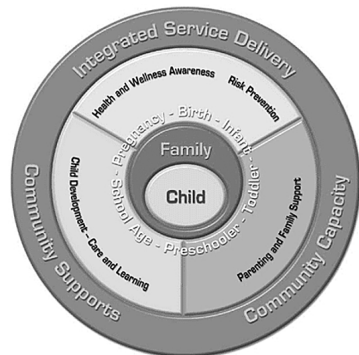 Integrated Service Delivery
Health and Wellness Awareness
Risk Prevention
Pregnancy - Birth - Infant -
Toddler - Preschooler - School Age -
Family
Child
Child Development - Care and Learning
Parenting and Family Support
Community Supports
Community Capacity